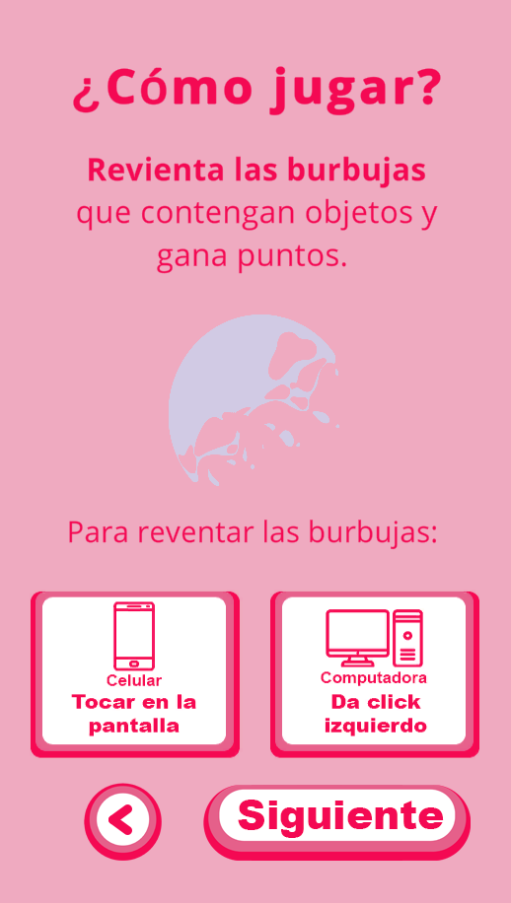 ¿Cómo jugar?
Revienta las burbujas
que contengan objetos y
gana puntos.
Para reventar las burbujas:
Celular
Tocar en la
pantalla
Computadora
Da click
izquierdo
Siguiente